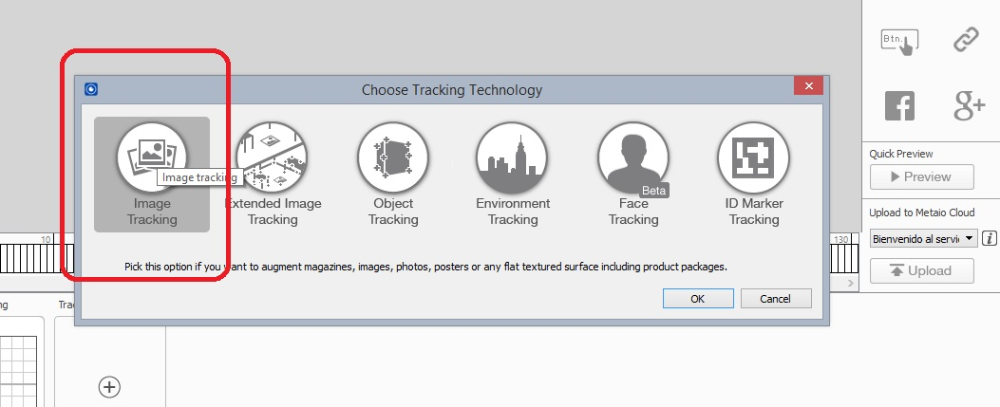 Btn.
Choose Tracking Technology
Image tracking
Image
Tracking
Extended Image
Tracking
Object
Tracking
Environment
Tracking
Beta
Face
Tracking
ID Marker
Tracking
Quick Preview
Preview
Upload to Metaio Cloud
Bienvenido al servi
Upload
10
130
Pick this option if you want to augment magazines, images, photos, posters or any flat textured surface including product packages.
OK
Cancel
ng
Trac